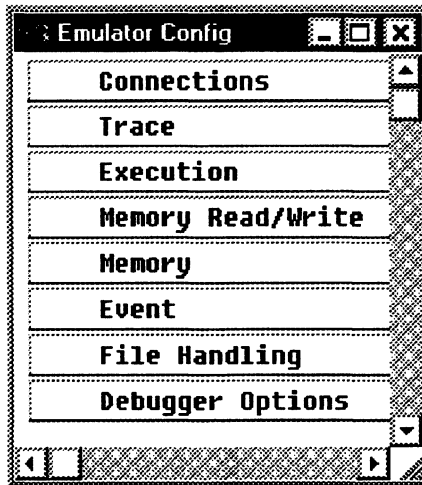 Emulator Config
Connections
Trace
Execution
Memory Read/Write
Memory
Event
File Handling
Debugger Options